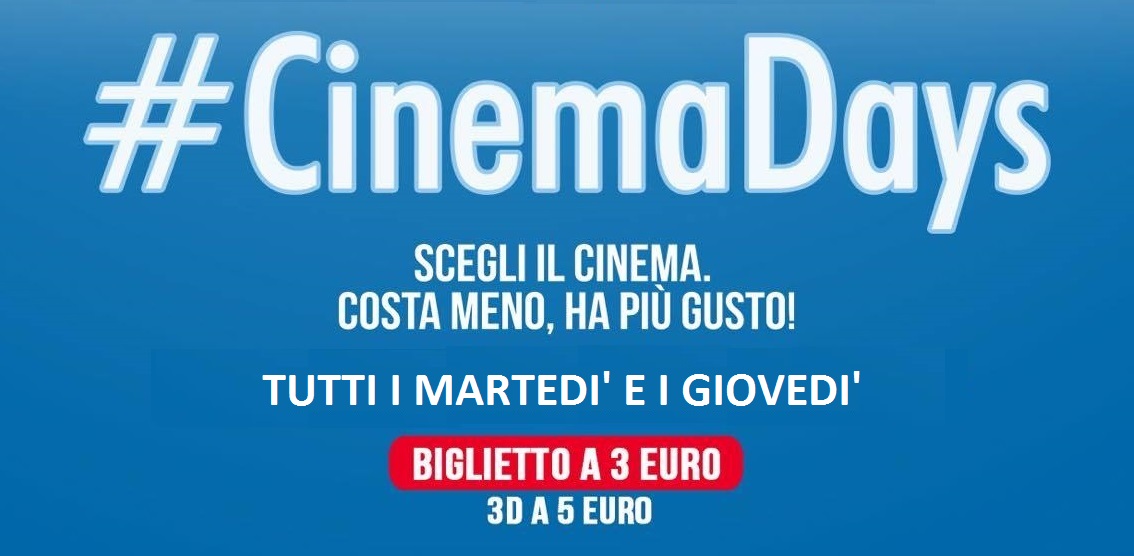 #CinemaDays
SCEGLI IL CINEMA.
COSTA MENO, HA PIÙ GUSTO!
TUTTI I MARTEDI' E I GIOVEDI'
BIGLIETTO A 3 EURO
3D A 5 EURO